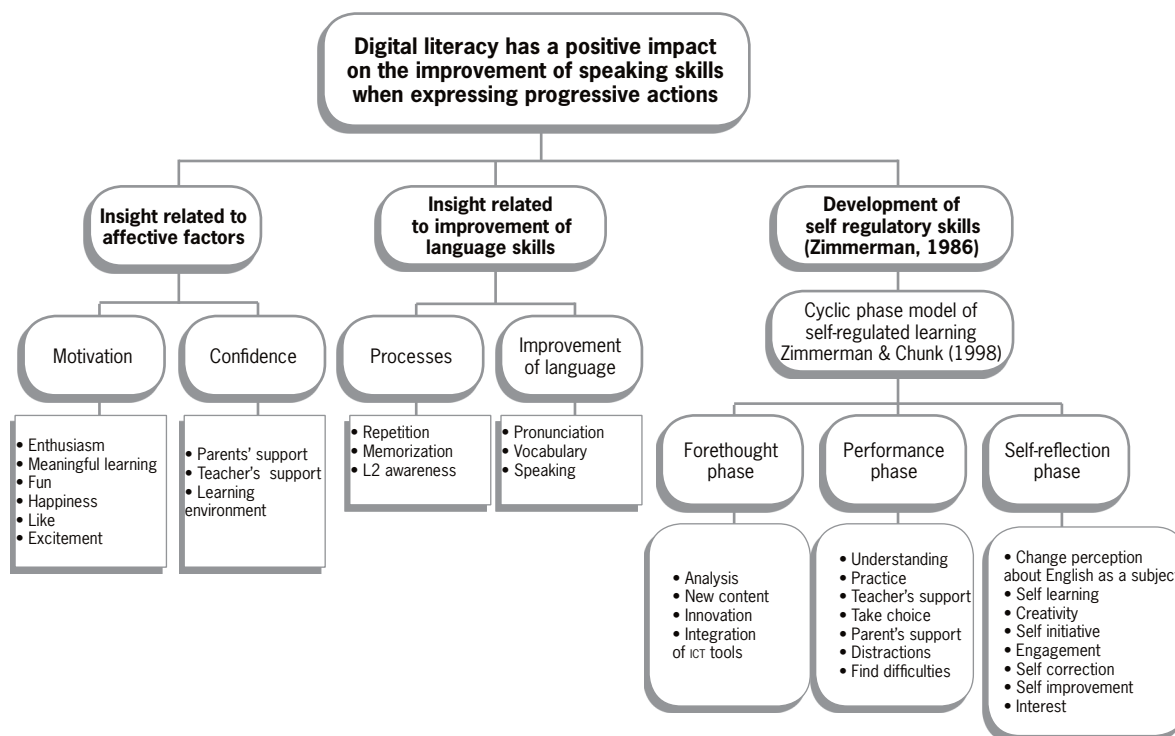 Digital literacy has a positive impact
on the improvement of speaking skills
when expressing progressive actions
Insight related to
affective factors
Insight related
to improvement of
language skills
Development of
self regulatory skills
(Zimmerman, 1986)
Cyclic phase model of
self-regulated learning
Zimmerman & Chunk (1998)
Motivation
Confidence
Processes
Improvement
of language
• Enthusiasm
• Meaningful learning
• Fun
• Happiness
• Like
• Excitement
• Parents' support
• Teacher's support
• Learning
environment
• Repetition
• Memorization
• L2 awareness
• Pronunciation
• Vocabulary
• Speaking
Forethought
phase
Performance
phase
Self-reflection
phase
• Analysis
• New content
• Innovation
• Integration
of ICT tools
• Understanding
• Practice
• Teacher's support
• Take choice
• Parent's support
• Distractions
• Find difficulties
• Change perception
about English as a subject
• Self learning
• Creativity
• Self initiative
• Engagement
• Self correction
• Self improvement
• Interest